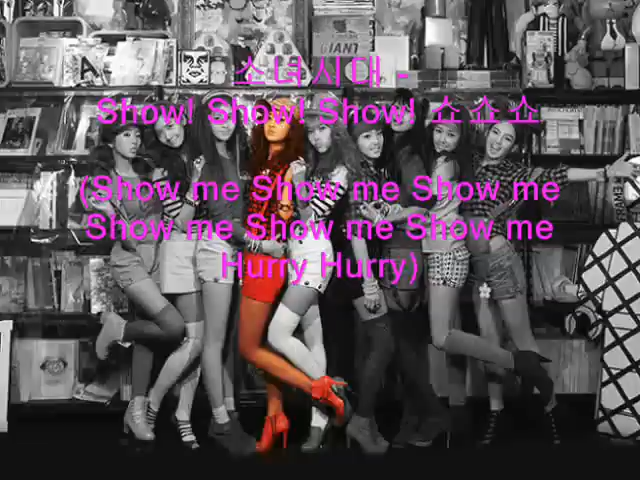 소녀시대 -
Show! Show! Show! 쇼쇼쇼
(Show me Show me Show me
Show me Show me Show me
Hurry Hurry)
GIANT
A